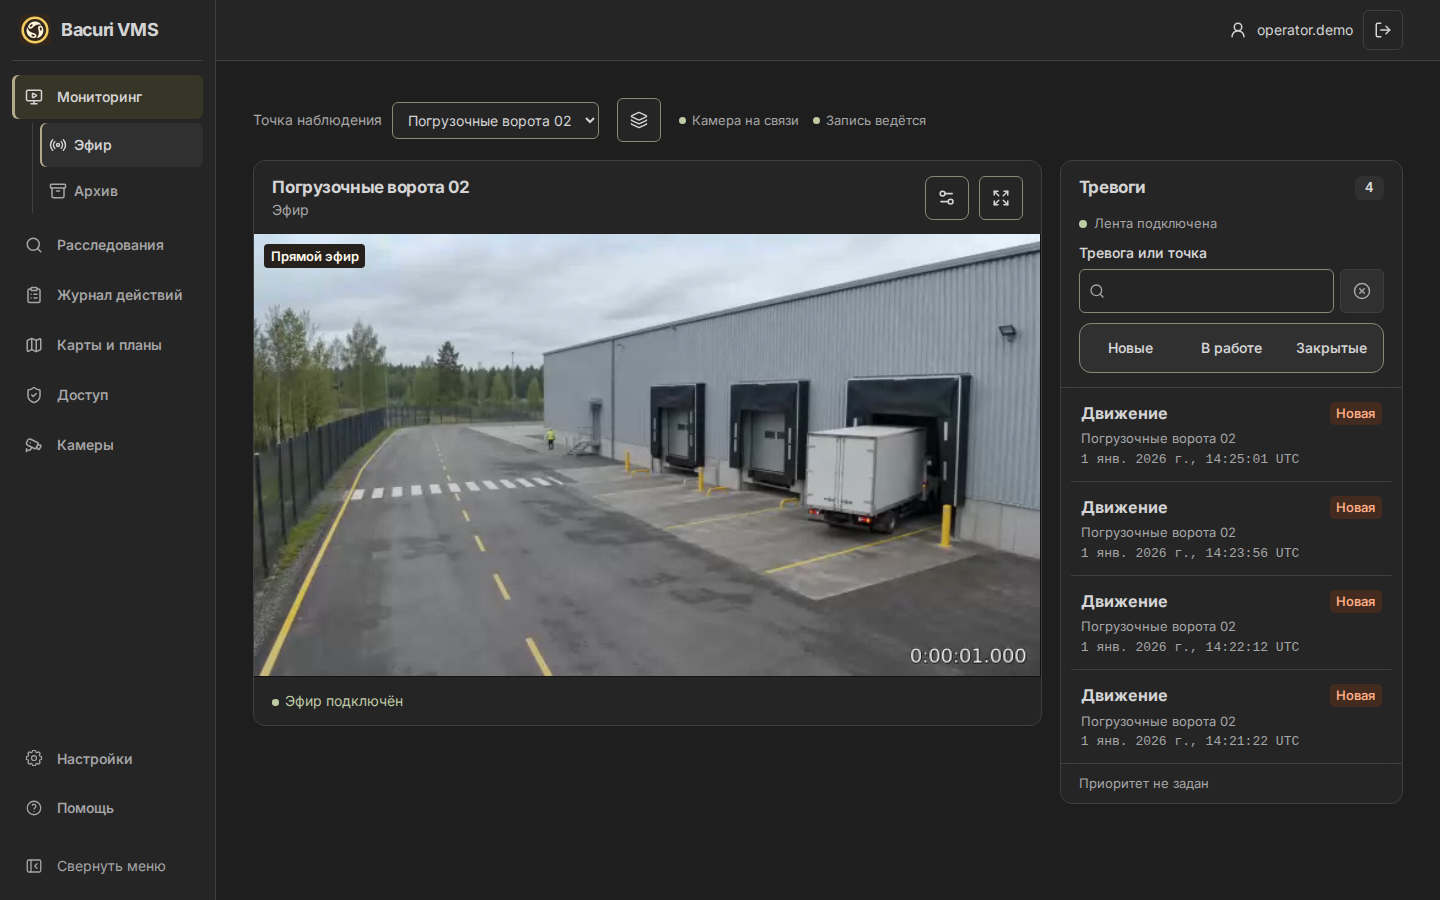 Bacuri VMS
operator.demo
Мониторинг
Эфир
Архив
Расследования
Журнал действий
Карты и планы
Доступ
Камеры
Настройки
Помощь
Свернуть меню
Точка наблюдения
Погрузочные ворота 02
Камера на связи
Запись ведётся
Погрузочные ворота 02
Эфир
Прямой эфир
0:00:01.000
Эфир подключён
Тревоги
4
Лента подключена
Тревога или точка
Новые
В работе
Закрытые
Движение
Новая
Погрузочные ворота 02
1 янв. 2026 г., 14:25:01 UTC
Движение
Новая
Погрузочные ворота 02
1 янв. 2026 г., 14:23:56 UTC
Движение
Новая
Погрузочные ворота 02
1 янв. 2026 г., 14:22:12 UTC
Движение
Новая
Погрузочные ворота 02
1 янв. 2026 г., 14:21:22 UTC
Приоритет не задан